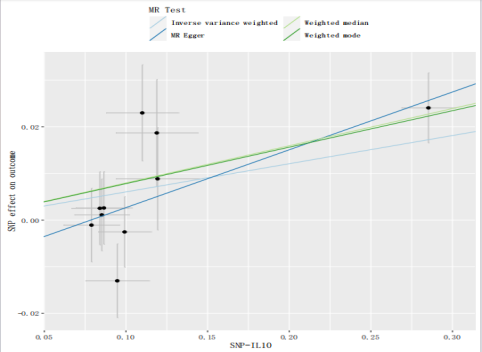 MR Test
Inverse variance weighted
Weighted median
MR Egger
Weighted mode
SNP effect on outcome
0.02
0.00
-0.02
0.05
0.10
0.15
0.20
0.25
0.30
SNP-IL10